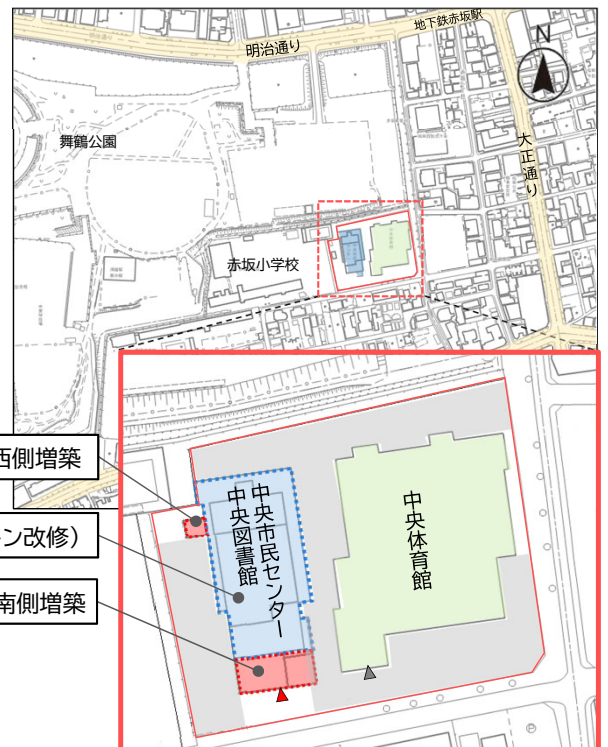 地下鉄赤坂駅
明治通り
N
大正通り
舞鶴公園
赤坂小学校
西側増築
ン改修)
南側増築
中央市民センター
中央図書館
中央体育館